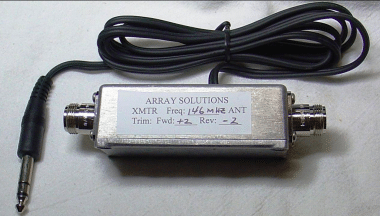 ARRAY SOLUTIONS
XMTR Freq: 146 MHz ANT
Trim: Fwd: +2 Rev: -2